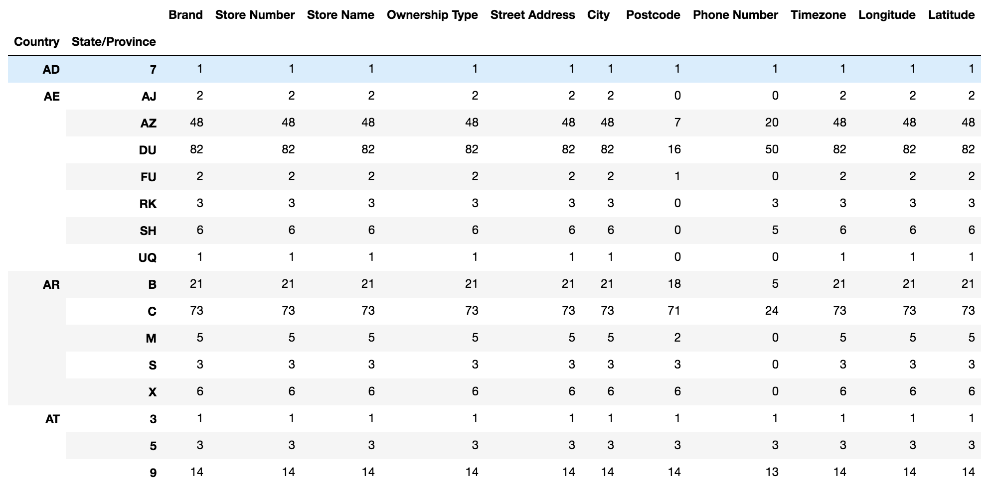 Brand Store Number Store Name Ownership Type Street Address City Postcode Phone Number Timezone Longitude Latitude
Country State/Province
AD 7 1 1 1 1 1 1 1 1 1 1 1
AE AJ 2 2 2 2 2 2 0 0 2 2 2
AZ 48 48 48 48 48 48 7 20 48 48 48
DU 82 82 82 82 82 82 16 50 82 82 82
FU 2 2 2 2 2 2 1 0 2 2 2
RK 3 3 3 3 3 3 0 3 3 3 3
SH 6 6 6 6 6 6 0 5 6 6 6
UQ 1 1 1 1 1 1 0 0 1 1 1
AR B 21 21 21 21 21 21 18 5 21 21 21
C 73 73 73 73 73 73 71 24 73 73 73
M 5 5 5 5 5 5 2 0 5 5 5
S 3 3 3 3 3 3 3 0 3 3 3
X 6 6 6 6 6 6 6 0 6 6 6
AT 3 1 1 1 1 1 1 1 1 1 1 1
5 3 3 3 3 3 3 3 3 3 3 3
9 14 14 14 14 14 14 14 13 14 14 14